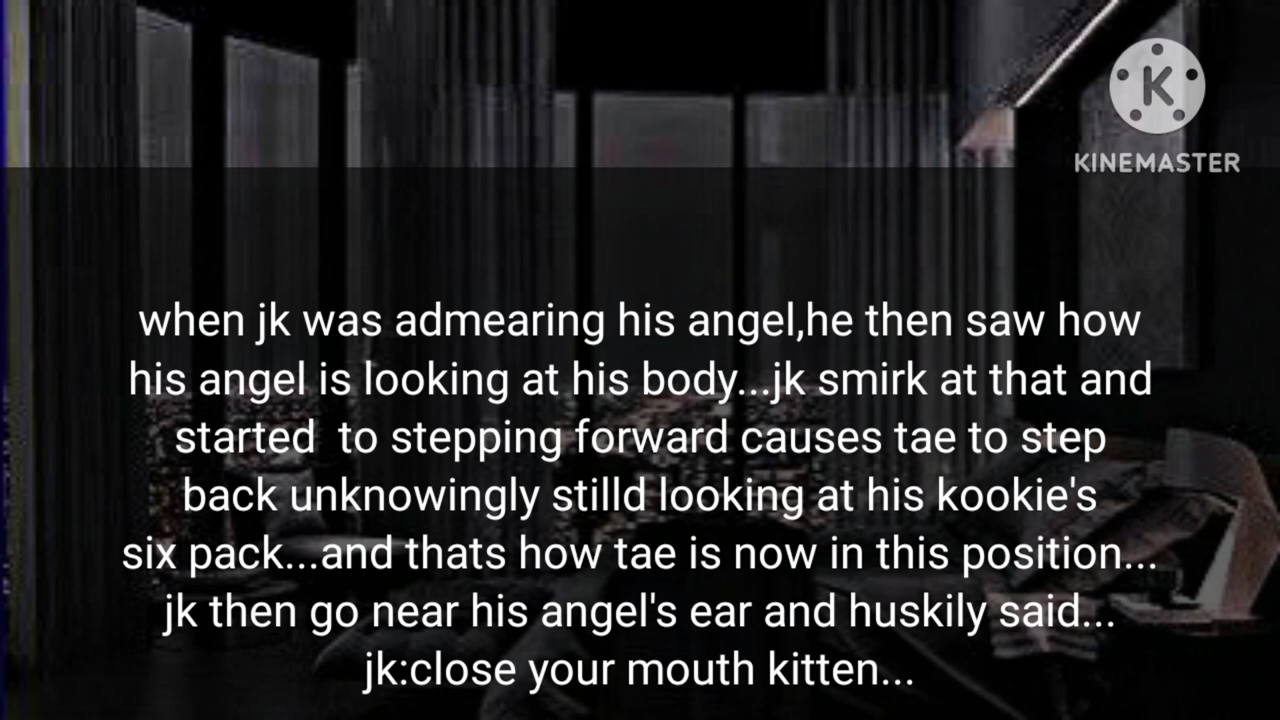 KINEMASTER
when jk was admearing his angel,he then saw how
his angel is looking at his body...jk smirk at that and
started  to stepping forward causes tae to step
back unknowingly stilld looking at his kookie's
six pack...and thats how tae is now in this position...
jk then go near his angel's ear and huskily said...
jk:close your mouth kitten...